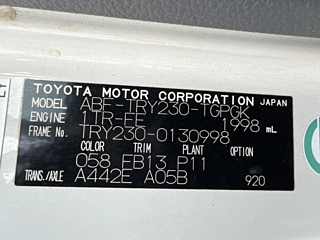 TOYOTA MOTOR CORPORATION JAPAN
MODEL ABF-TRY230-TGPGK
ENGINE 1TR-FE 1998 mL
FRAME No. TRY230-0130998
COLOR TRIM PLANT OPTION
058 FB13 P11
TRANS./AXLE A442E A05B 920